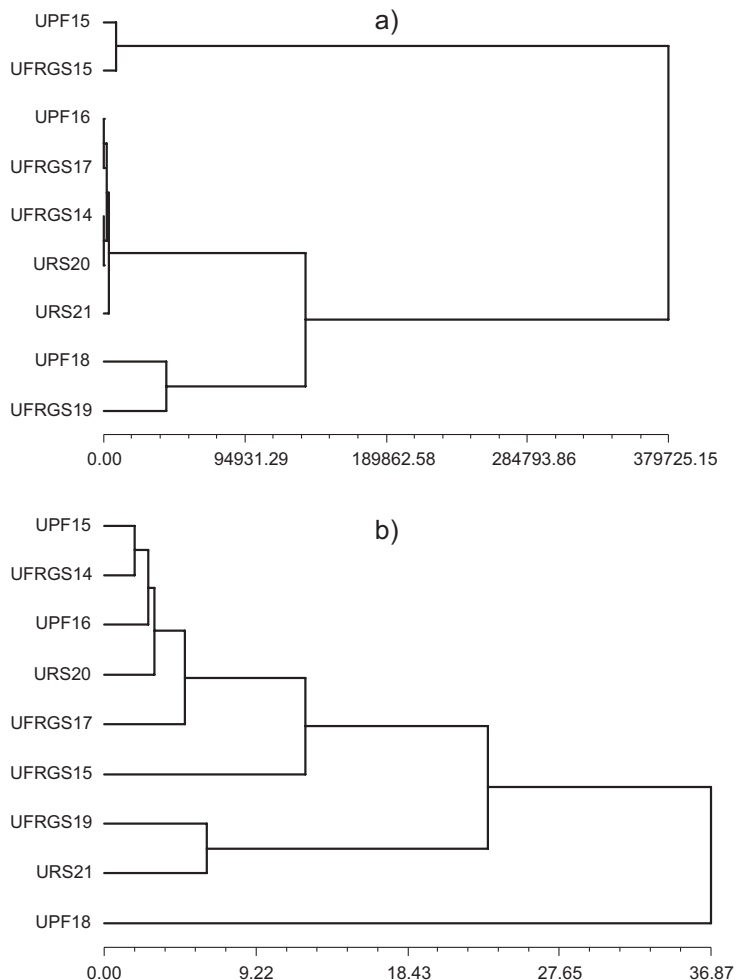 a)
UPF15
UFRGS15
UPF16
UFRGS17
UFRGS14
URS20
URS21
UPF18
UFRGS19
0.00 94931.29 189862.58 284793.86 379725.15
b)
UPF15
UFRGS14
UPF16
URS20
UFRGS17
UFRGS15
UFRGS19
URS21
UPF18
0.00 9.22 18.43 27.65 36.87